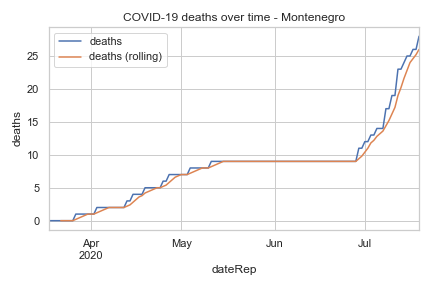 COVID-19 deaths over time - Montenegro
deaths
deaths (rolling)
deaths
25
20
15
10
5
0
Apr
2020
May
Jun
Jul
dateRep